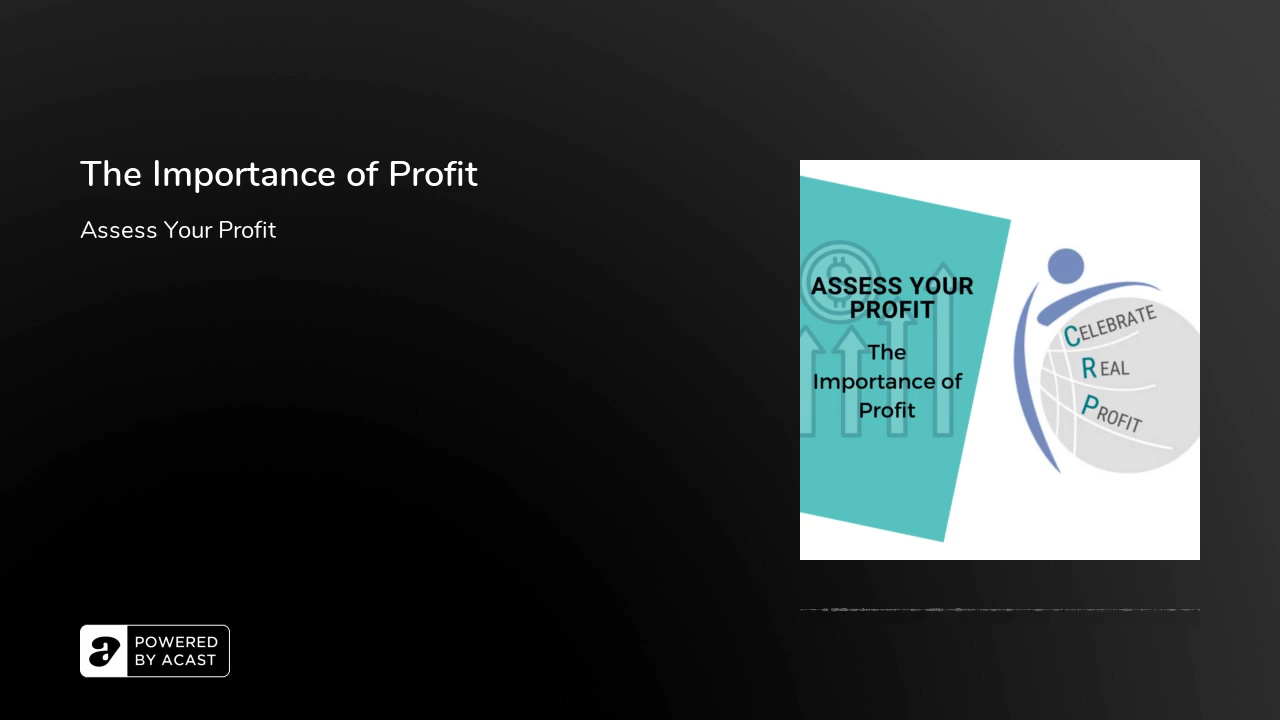 The Importance of Profit
Assess Your Profit
ASSESS YOUR
PROFIT
The
Importance of
Profit
CELEBRATE
REAL
PROFIT
a
POWERED
BY ACAST